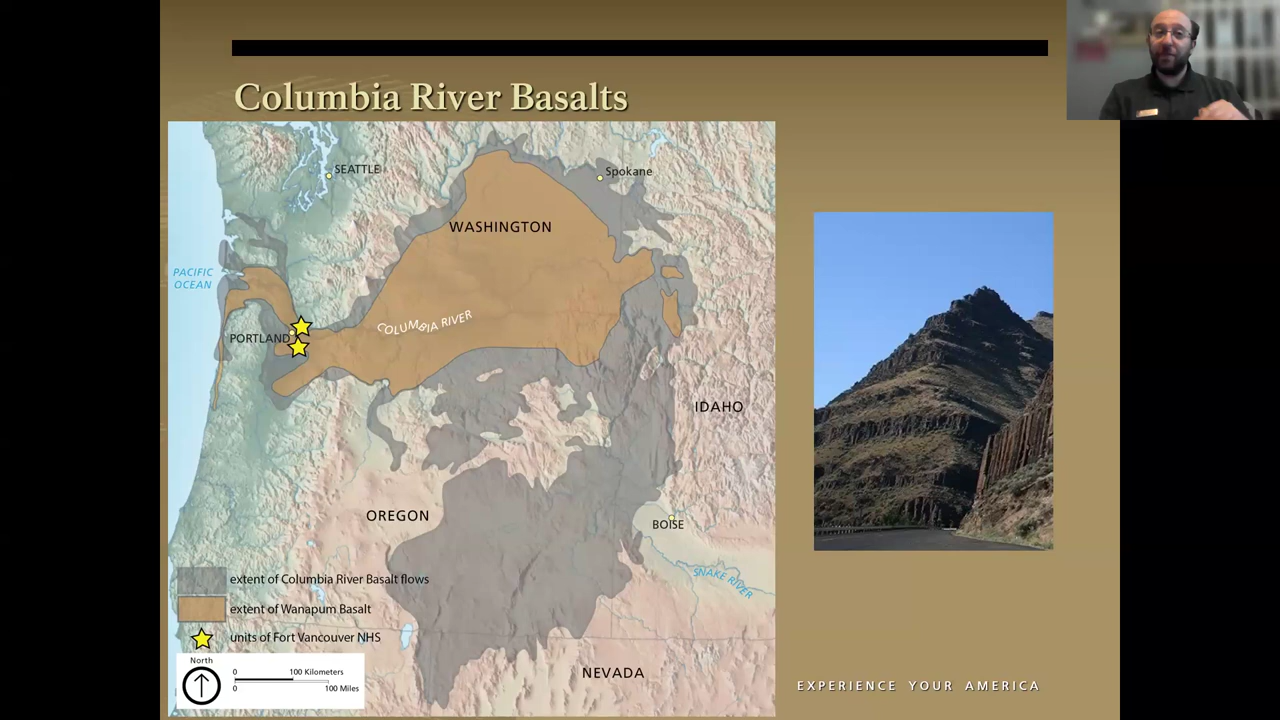 Columbia River Basalts
SEATTLE
Spokane
WASHINGTON
PACIFIC
OCEAN
COLUMBIA RIVER
PORTLAND
IDAHO
OREGON
BOISE
SNAKE RIVER
extent of Columbia River Basalt flows
extent of Wanapum Basalt
units of Fort Vancouver NHS
North
0 100 Kilometers
0 100 Miles
NEVADA
EXPERIENCE YOUR AMERICA